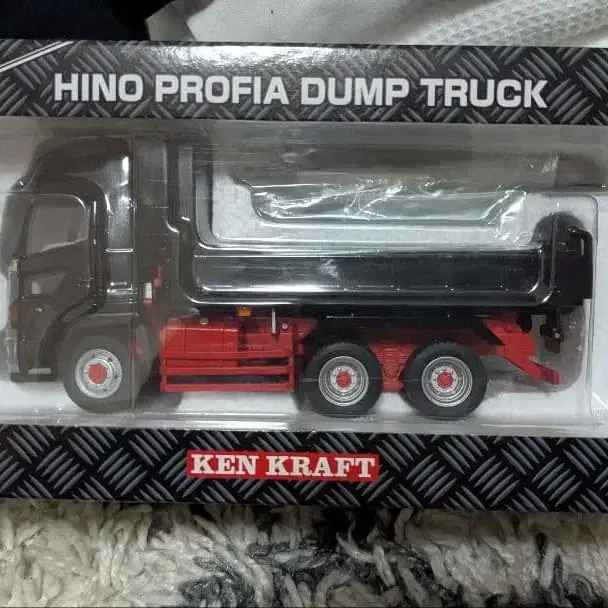 HINO PROFIA DUMP TRUCK
KEN KRAFT